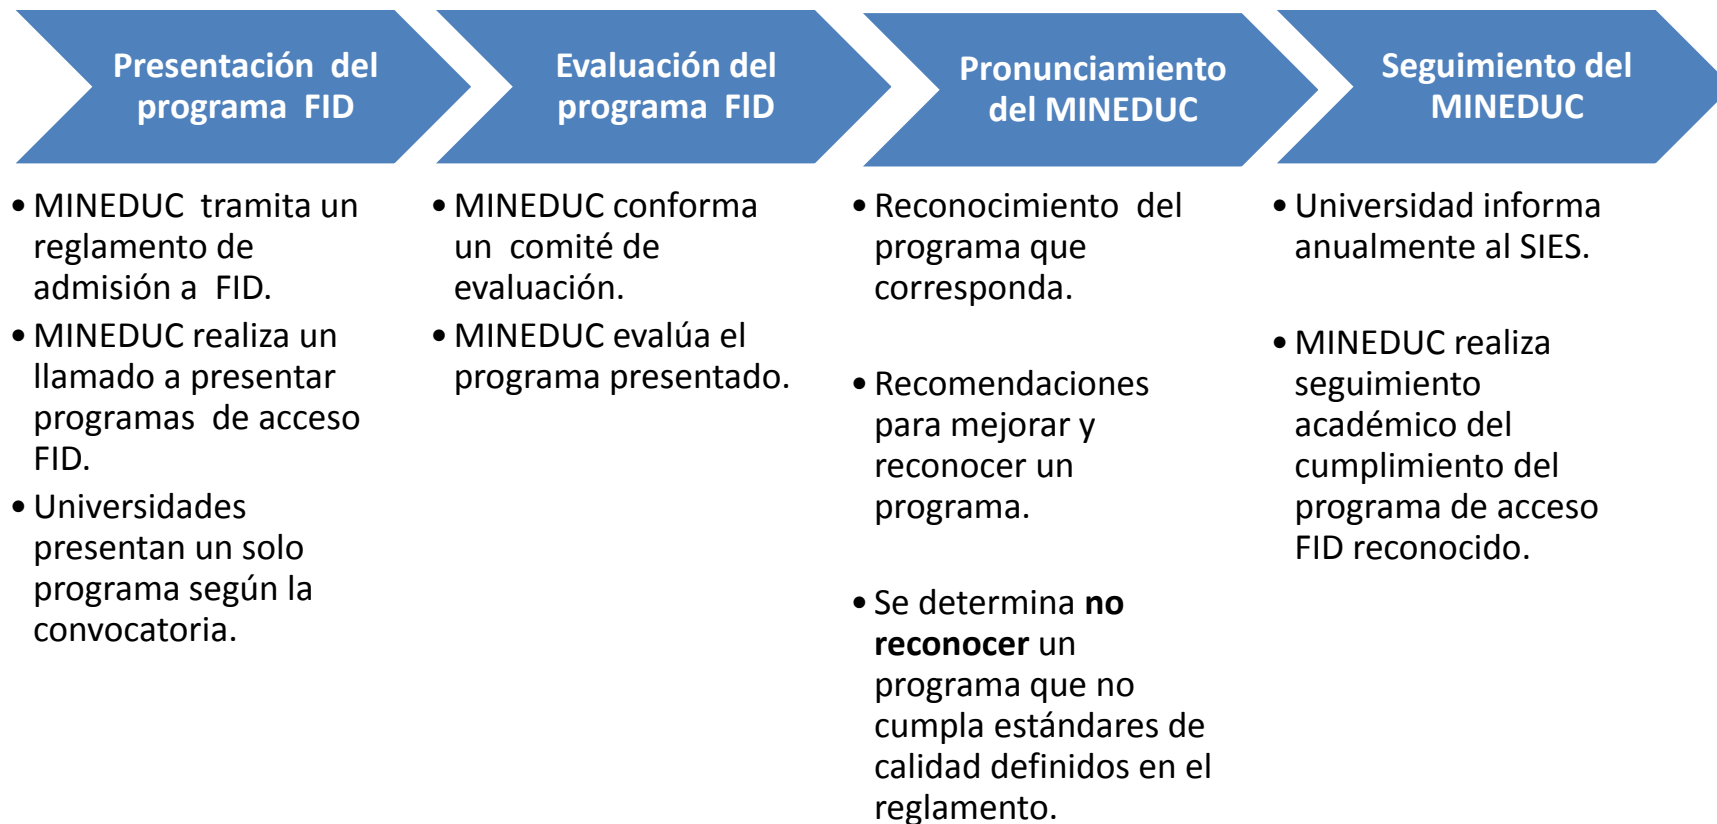 Presentación del
programa FID
Evaluación del
programa FID
Pronunciamiento
del MINEDUC
Seguimiento del
MINEDUC
• MINEDUC tramita un
reglamento de
admisión a FID.
• MINEDUC realiza un
llamado a presentar
programas de acceso
FID.
• Universidades
presentan un solo
programa según la
convocatoria.
• MINEDUC conforma
un comité de
evaluación.
• MINEDUC evalúa el
programa presentado.
• Reconocimiento del
programa que
corresponda.
• Recomendaciones
para mejorar y
reconocer un
programa.
• Se determina no
reconocer un
programa que no
cumpla estándares de
calidad definidos en el
reglamento.
• Universidad informa
anualmente al SIES.
• MINEDUC realiza
seguimiento
académico del
cumplimiento del
programa de acceso
FID reconocido.